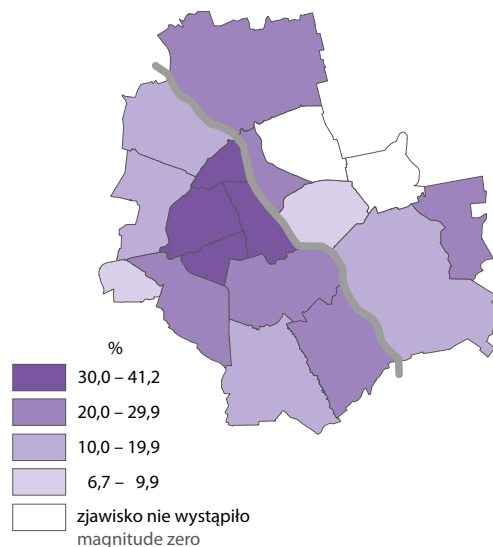 %
30,0 – 41,2
20,0 – 29,9
10,0 – 19,9
6,7 – 9,9
zjawisko nie wystąpiło
magnitude zero